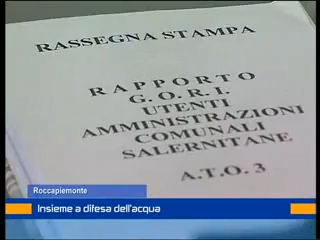 RASSEGNA STAMPA
RAPPORTO
G. O. R. I.
UTENTI
AMMINISTRAZIONI
COMUNALI
SALERNITANE
A.T.O. 3
Roccapiemonte
Insieme a difesa dell'acqua